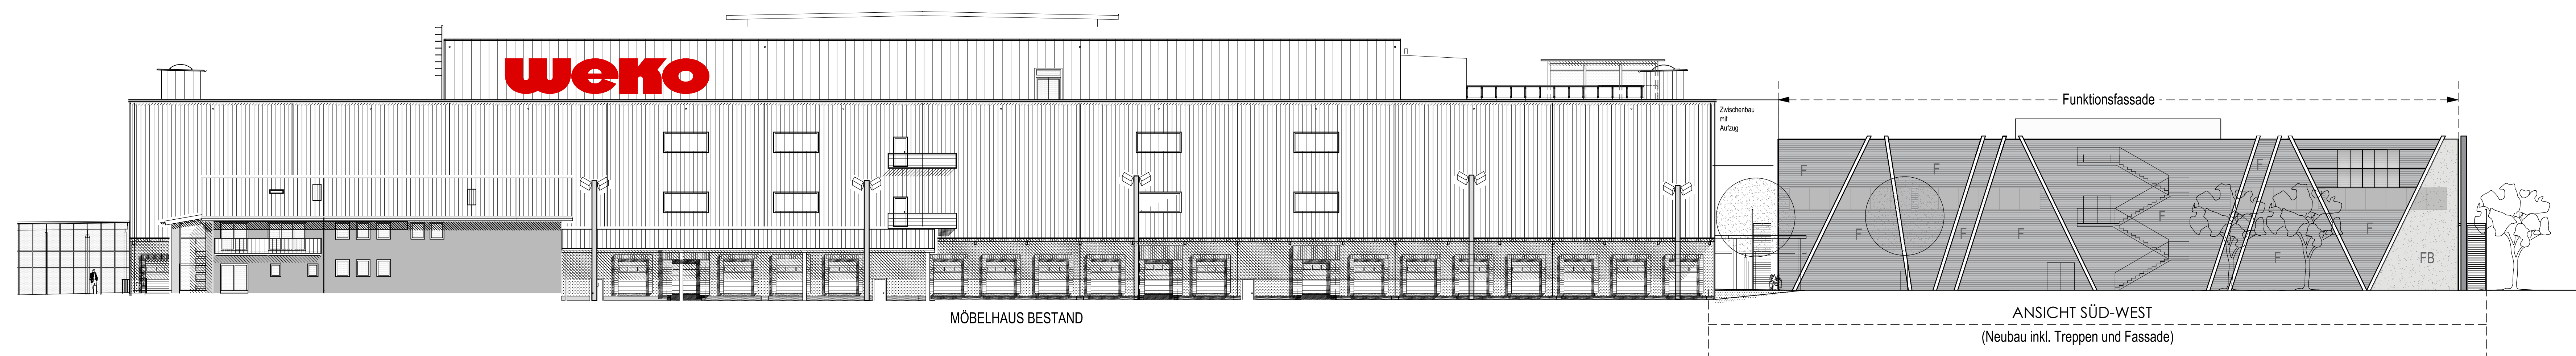 weko
Funktionsfassade
Zwischenbau
mit
Aufzug
F
F
F
F
F
F
F
F
F
FB
MÖBELHAUS BESTAND
ANSICHT SÜD-WEST
(Neubau inkl. Treppen und Fassade)